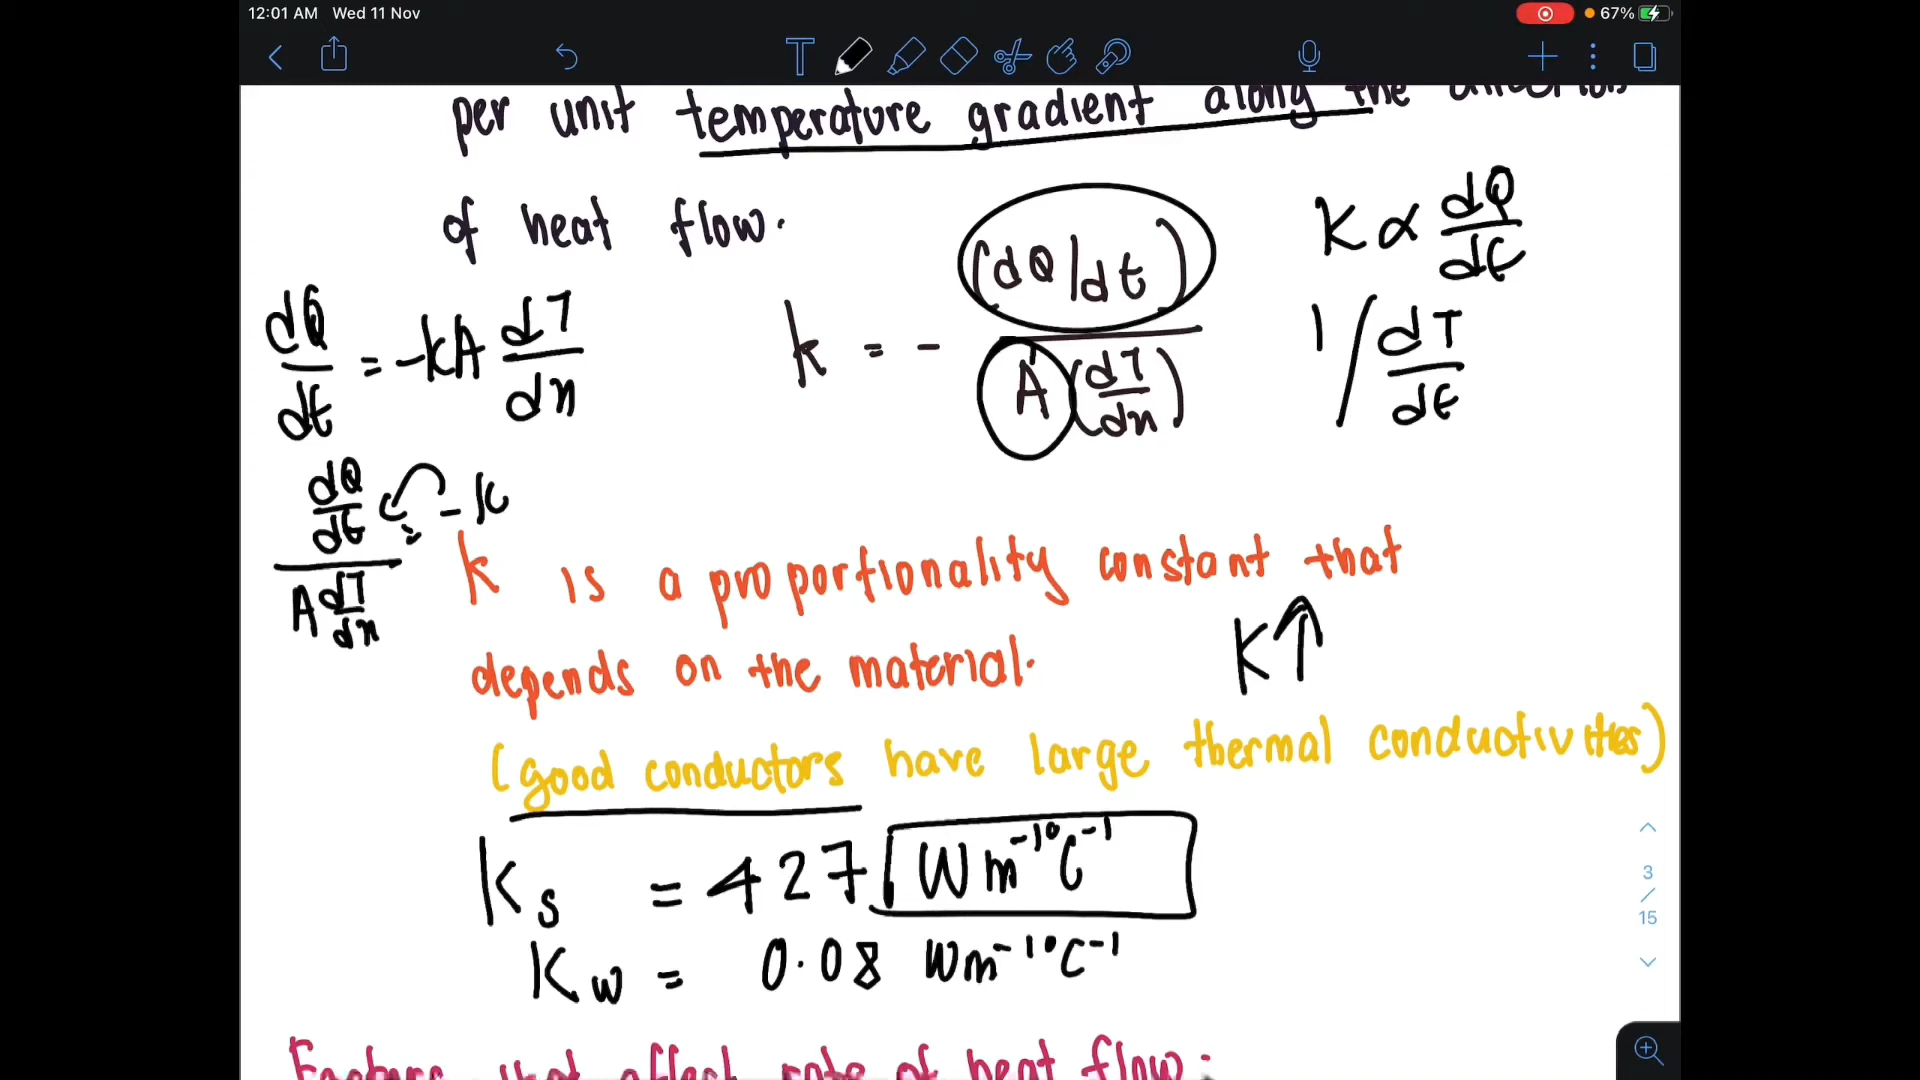 12:01 AM Wed 11 Nov 67%
T
per unit temperature gradient along the
of heat flow.
dQ/dt = -kA dT/dx
k = - (dQ/dt) / A(dT/dx)
K ∝ dQ/dt
1 / dT/dt
dQ/dt / A dT/dx = -k
k is a proportionality constant that
depends on the material.
K↑
(good conductors have large thermal conductivities)
Ks = 427 Wm⁻¹°C⁻¹
Kw = 0.08 Wm⁻¹°C⁻¹
3 / 15
Factors that affect rate of heat flow: